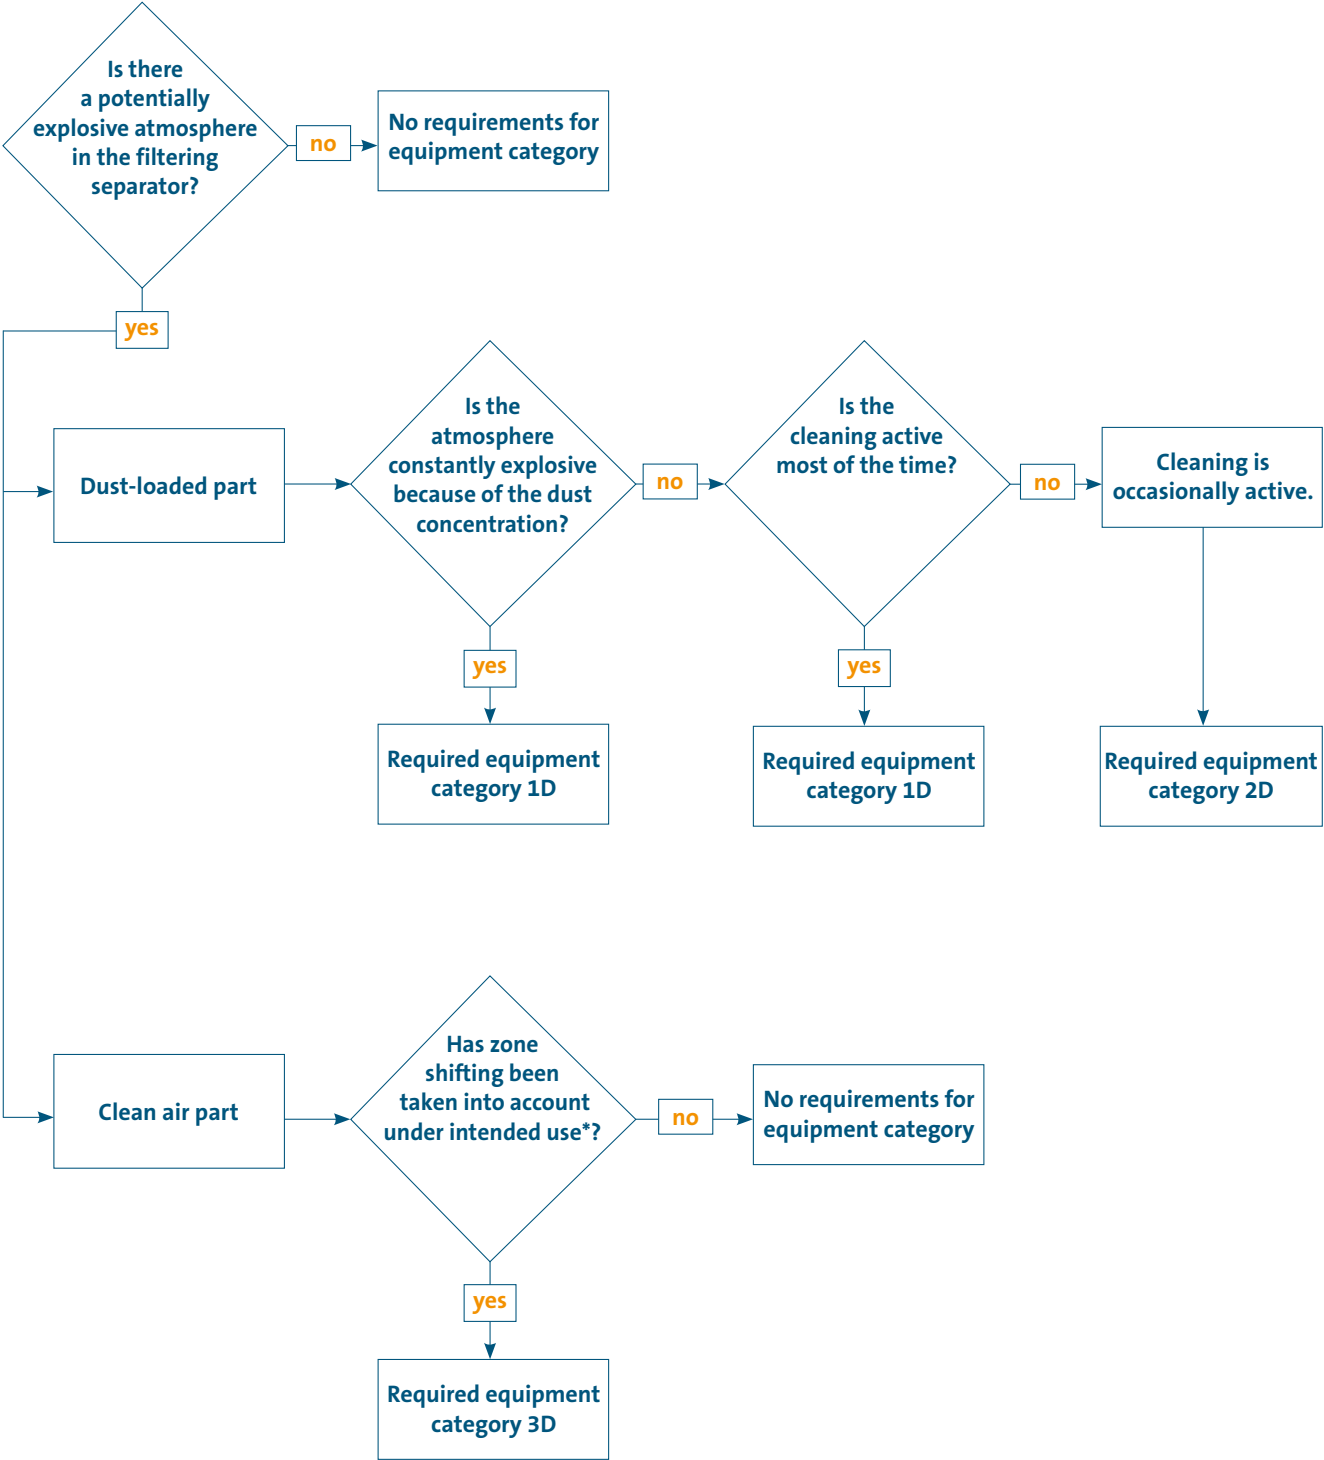 Is there
a potentially
explosive atmosphere
in the filtering
separator?
no
No requirements for
equipment category
yes
Dust-loaded part
Is the
atmosphere
constantly explosive
because of the dust
concentration?
no
Is the
cleaning active
most of the time?
no
Cleaning is
occasionally active.
yes
Required equipment
category 1D
yes
Required equipment
category 1D
Required equipment
category 2D
Clean air part
Has zone
shifting been
taken into account
under intended use*?
no
No requirements for
equipment category
yes
Required equipment
category 3D